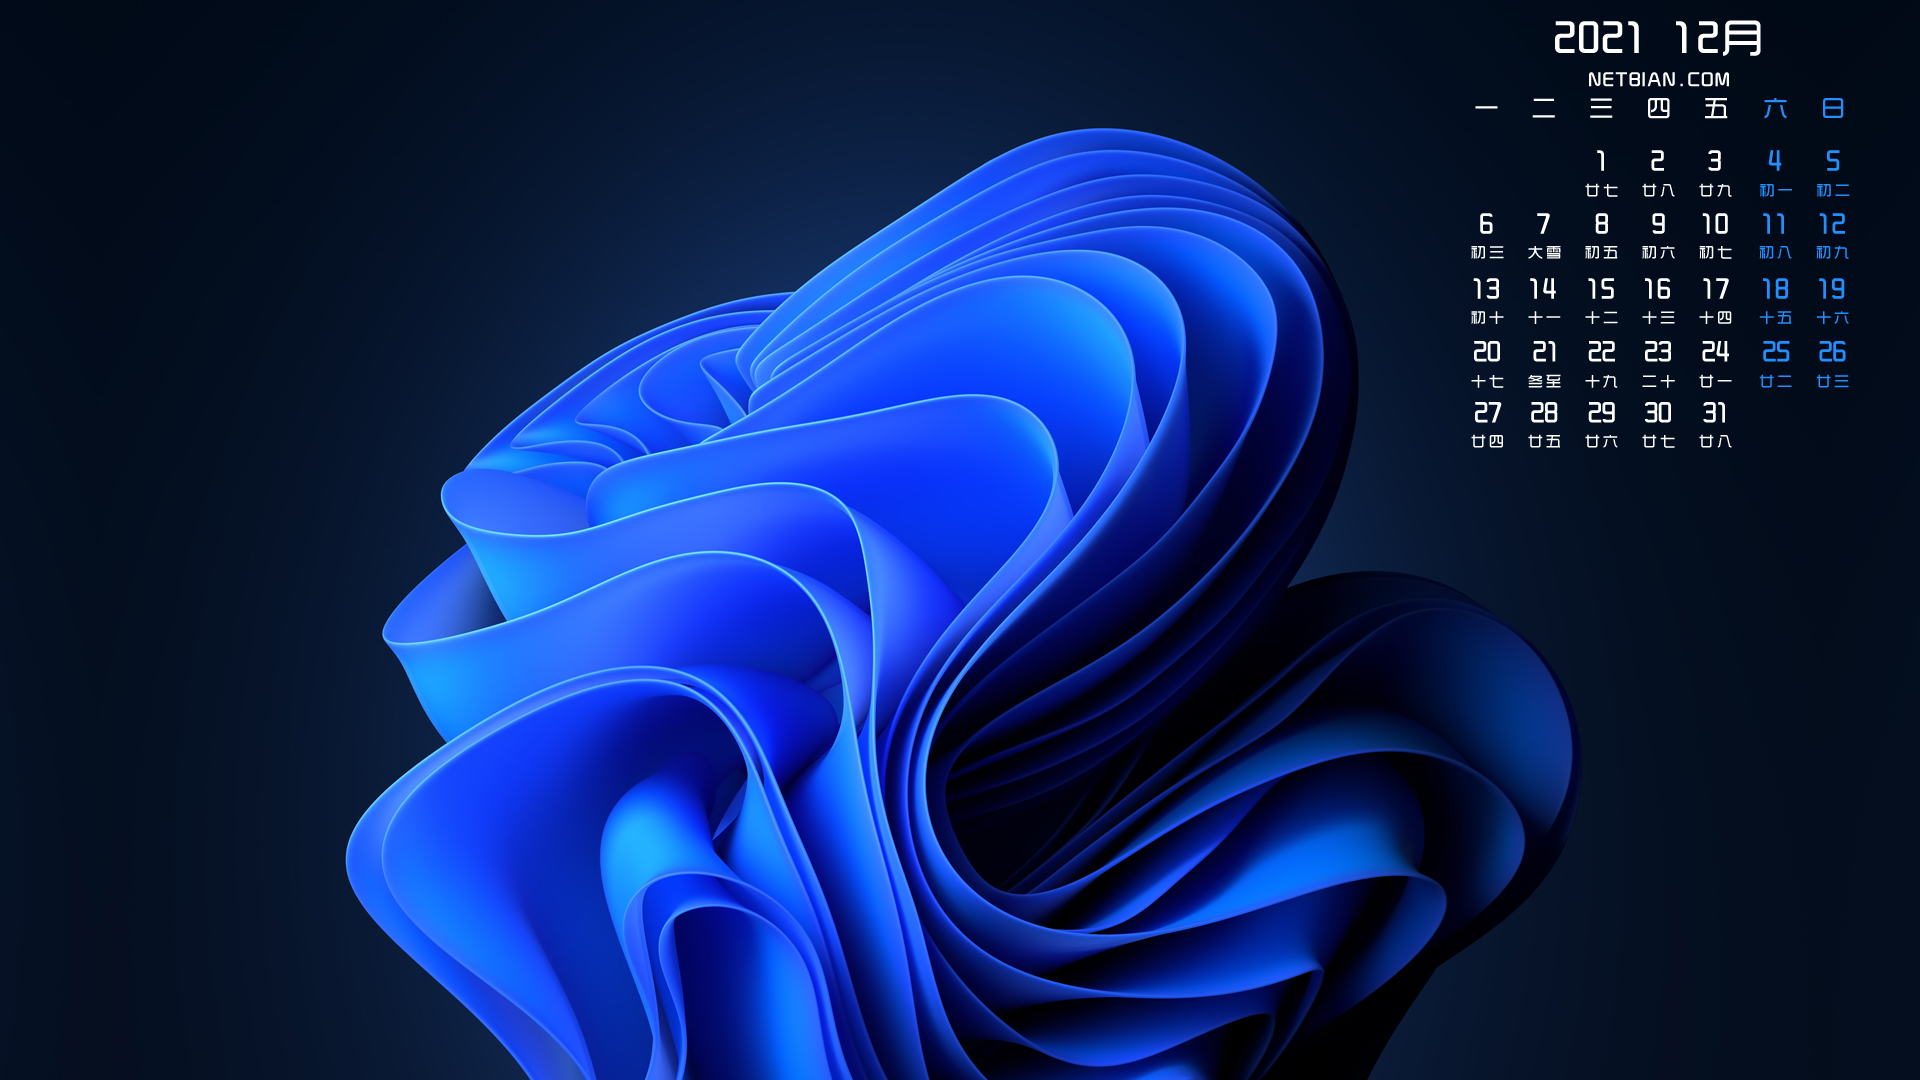 2021 12月
NETBIAN.COM
一 二 三 四 五 六 日
1 2 3 4 5
廿七 廿八 廿九 初一 初二
6 7 8 9 10 11 12
初三 大雪 初五 初六 初七 初八 初九
13 14 15 16 17 18 19
初十 十一 十二 十三 十四 十五 十六
20 21 22 23 24 25 26
十七 冬至 十九 二十 廿一 廿二 廿三
27 28 29 30 31
廿四 廿五 廿六 廿七 廿八